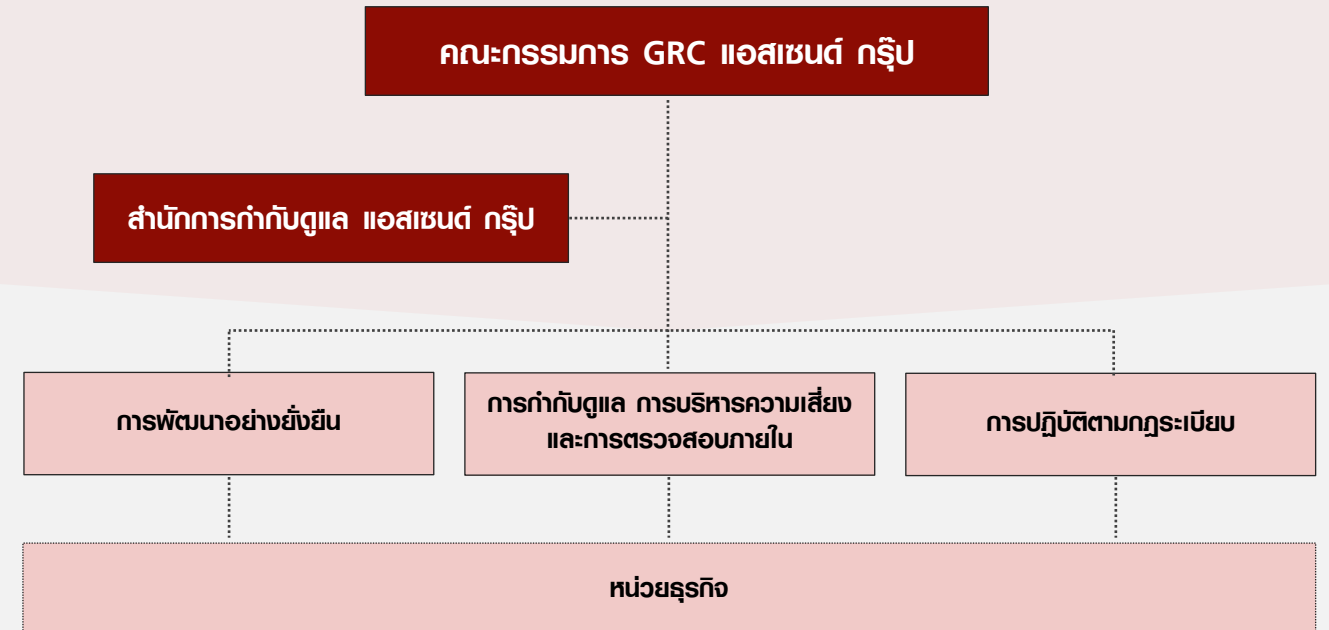 คณะกรรมการ GRC แอสเซนด์ กรุ๊ป
สำนักการกำกับดูแล แอสเซนด์ กรุ๊ป
การพัฒนาอย่างยั่งยืน
การกำกับดูแล การบริหารความเสี่ยง
และการตรวจสอบภายใน
การปฏิบัติตามกฎระเบียบ
หน่วยธุรกิจ